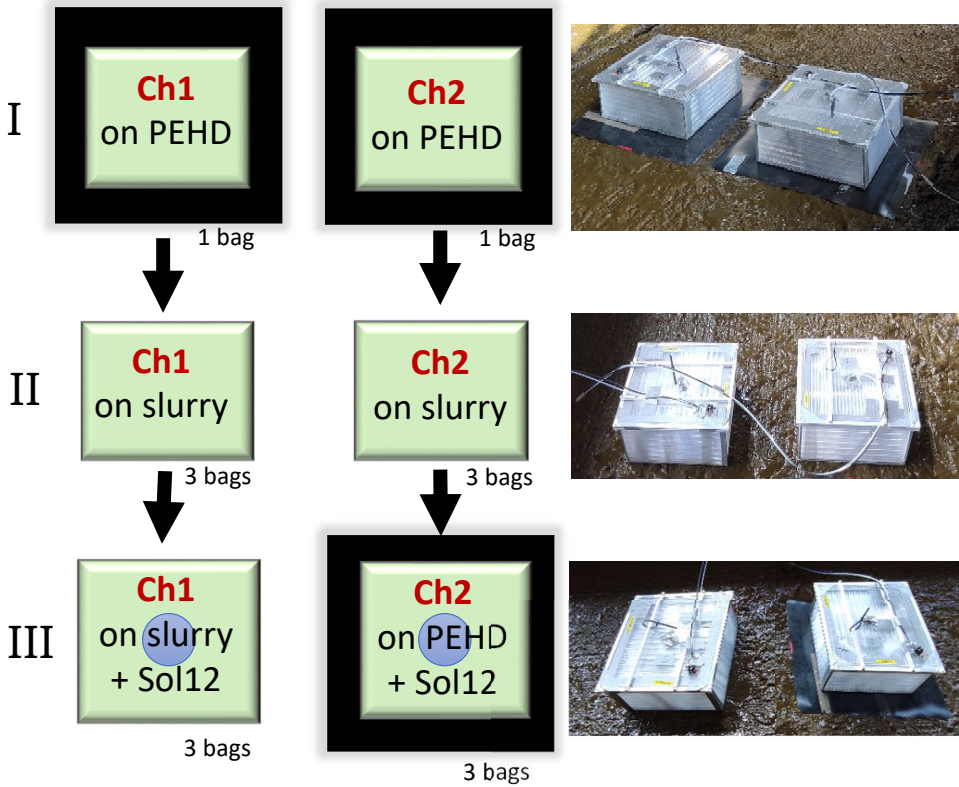 I
Ch1
on PEHD
1 bag
Ch2
on PEHD
1 bag
II
Ch1
on slurry
3 bags
Ch2
on slurry
3 bags
III
Ch1
on slurry
+ Sol12
3 bags
Ch2
on PEHD
+ Sol12
3 bags